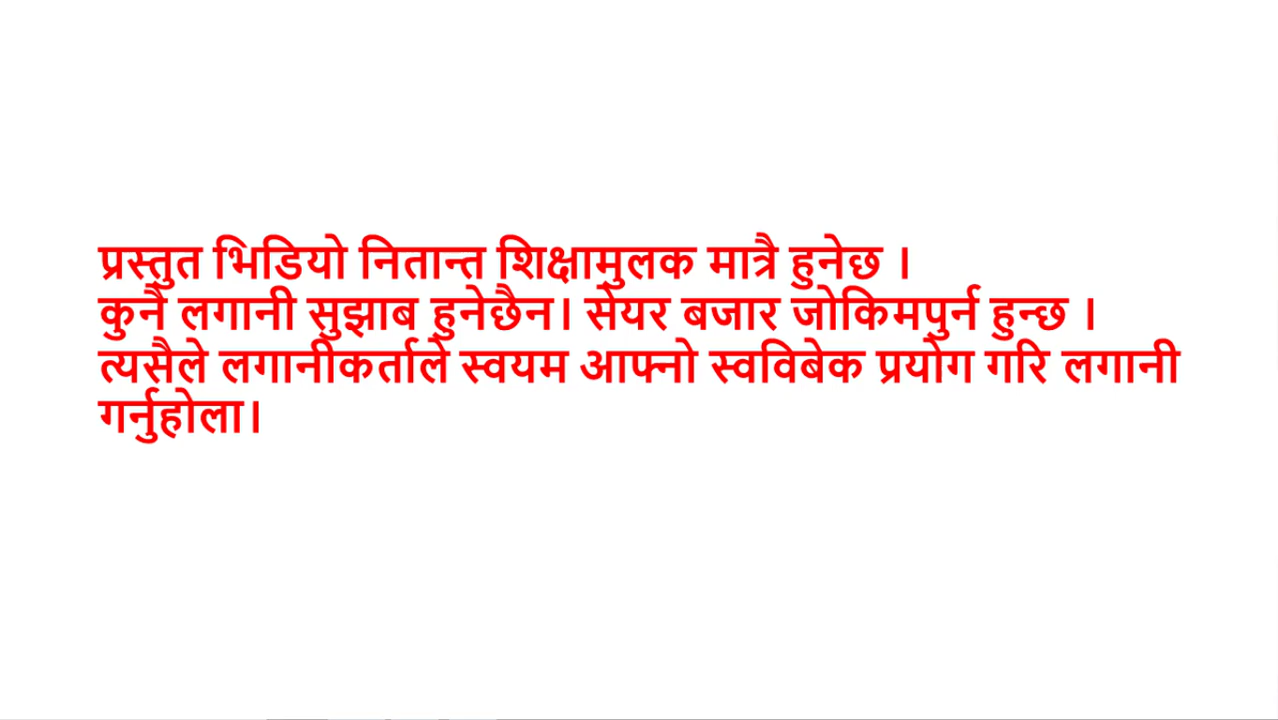 प्रस्तुत भिडियो नितान्त शिक्षामुलक मात्रै हुनेछ ।
कुनै लगानी सुझाब हुनेछैन। सेयर बजार जोकिमपुर्न हुन्छ ।
त्यसैले लगानीकर्ताले स्वयम आफ्नो स्वविबेक प्रयोग गरि लगानी
गर्नुहोला।